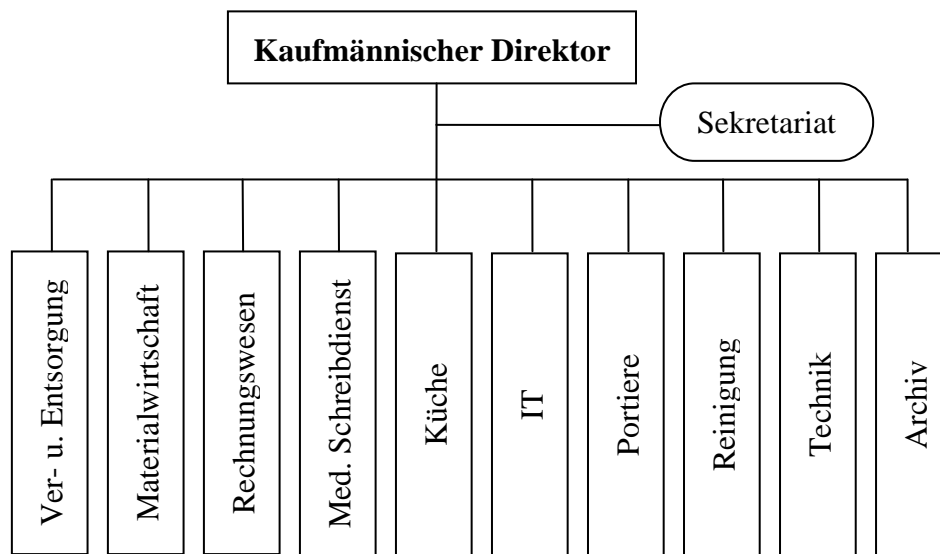 Kaufmännischer Direktor
Sekretariat
Ver- u. Entsorgung
Materialwirtschaft
Rechnungswesen
Med. Schreibdienst
Küche
IT
Portiere
Reinigung
Technik
Archiv